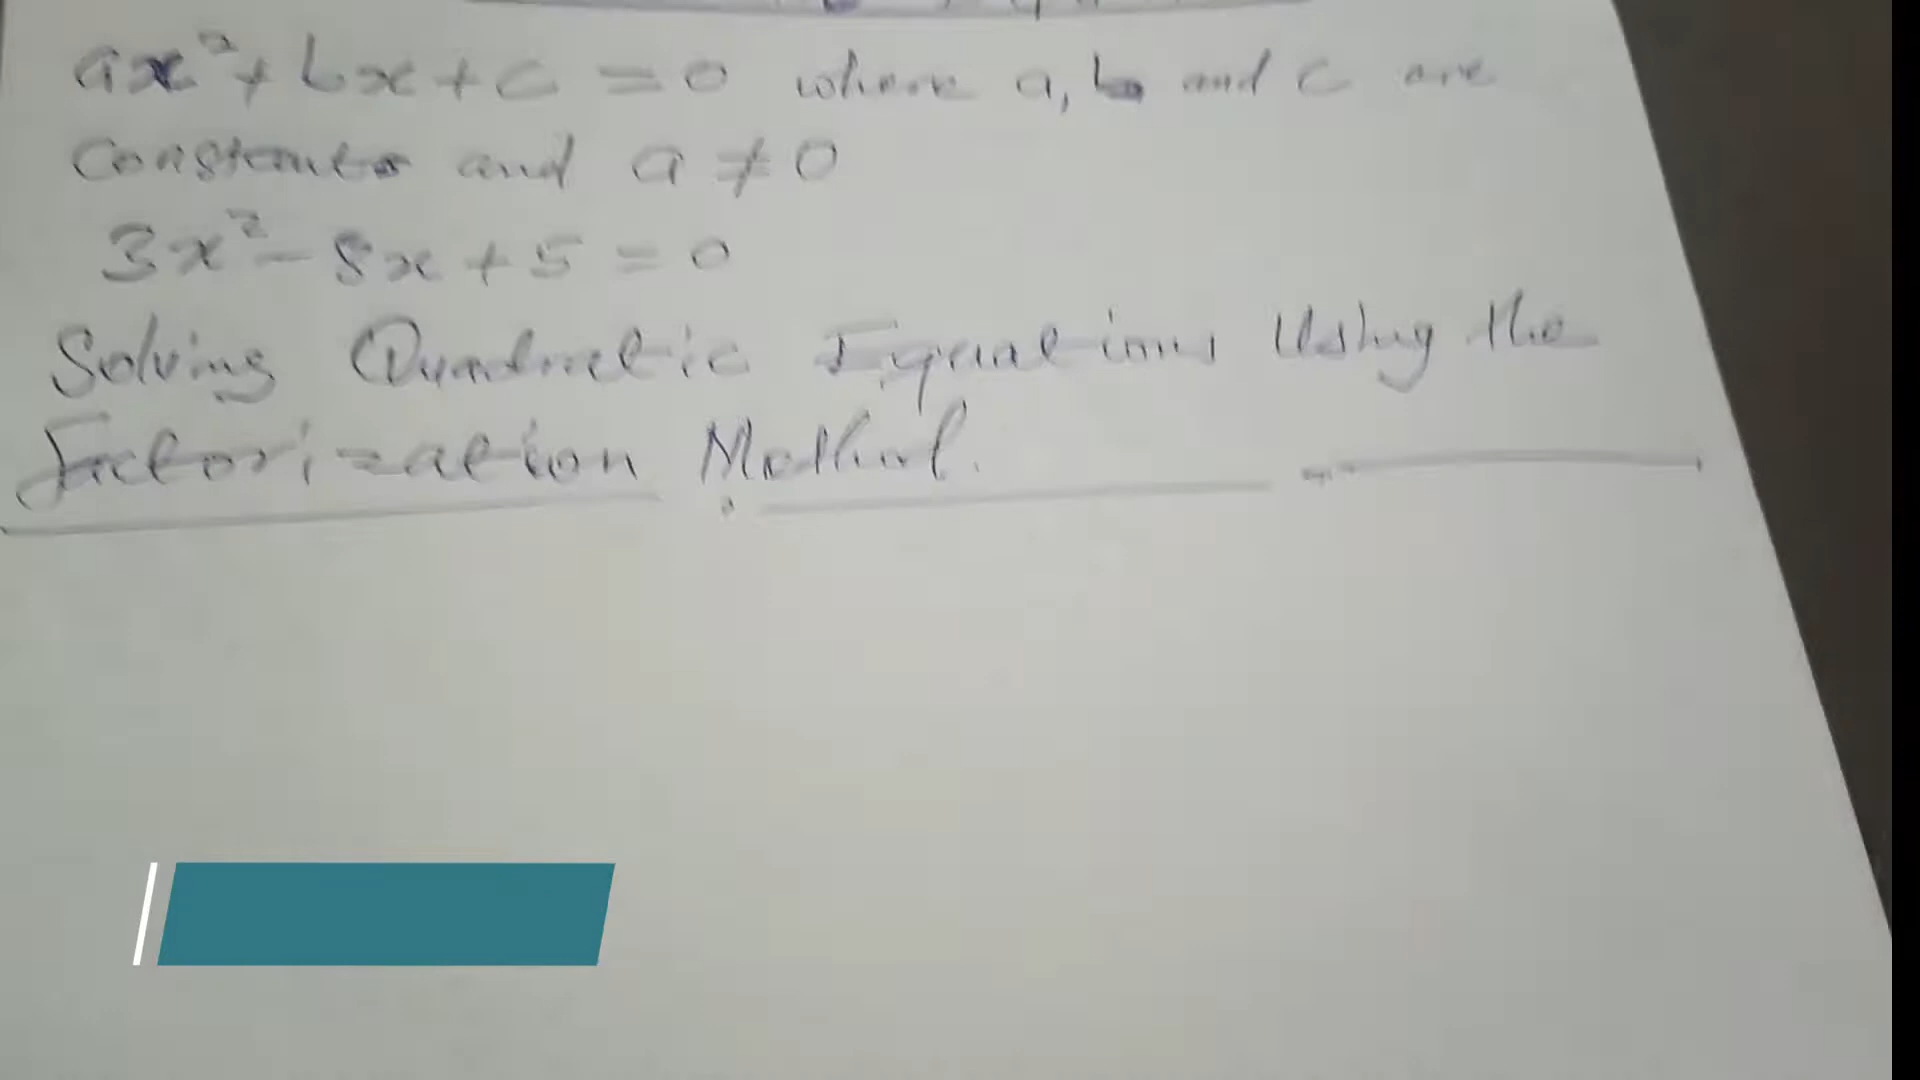 ax² + bx + c = 0 where a, b and c are
constants and a ≠ 0
3x² - 8x + 5 = 0
Solving Quadratic Equations Using the
Factorization Method.